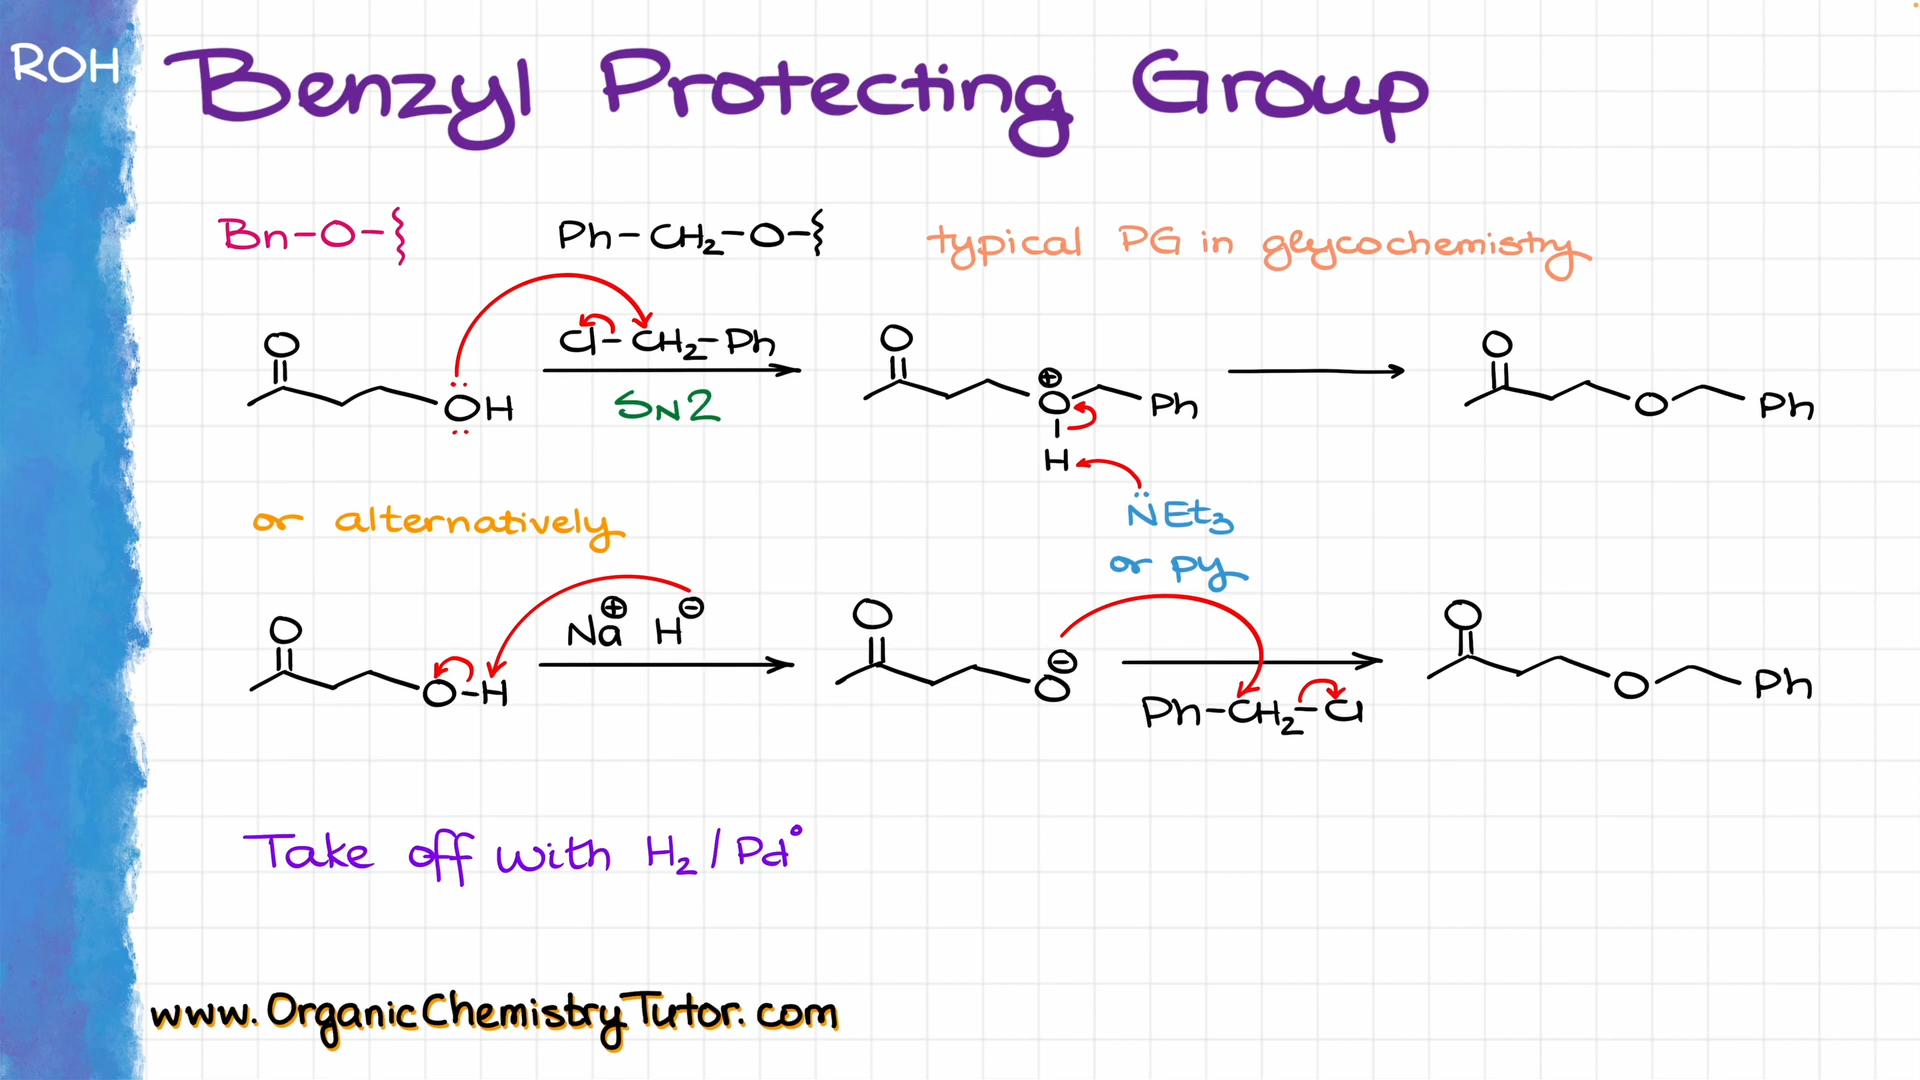 ROH
Benzyl Protecting Group
Bn-O-
Ph-CH₂-O-
typical PG in glycochemistry
O
OH
Cl-CH₂-Ph
SN2
O
⊕
O
H
Ph
O
O
Ph
or alternatively
N̈Et₃
or py
O
O-H
Na⊕ H⊖
O
⊖
O
Ph-CH₂-Cl
O
O
Ph
Take off with H₂/Pd°
www.OrganicChemistryTutor.com